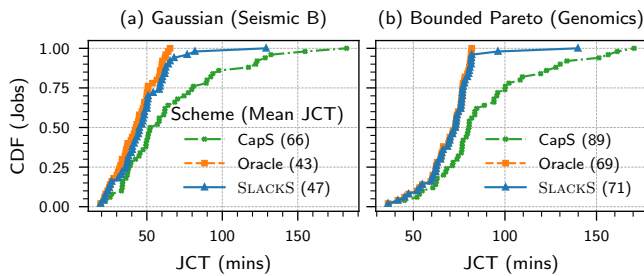 (a) Gaussian (Seismic B)
(b) Bounded Pareto (Genomics)
CDF (Jobs)
1.00
0.75
0.50
0.25
0.00
Scheme (Mean JCT)
CapS (66)
Oracle (43)
SLACKS (47)
50
100
150
JCT (mins)
CapS (89)
Oracle (69)
SLACKS (71)
50
100
150
JCT (mins)